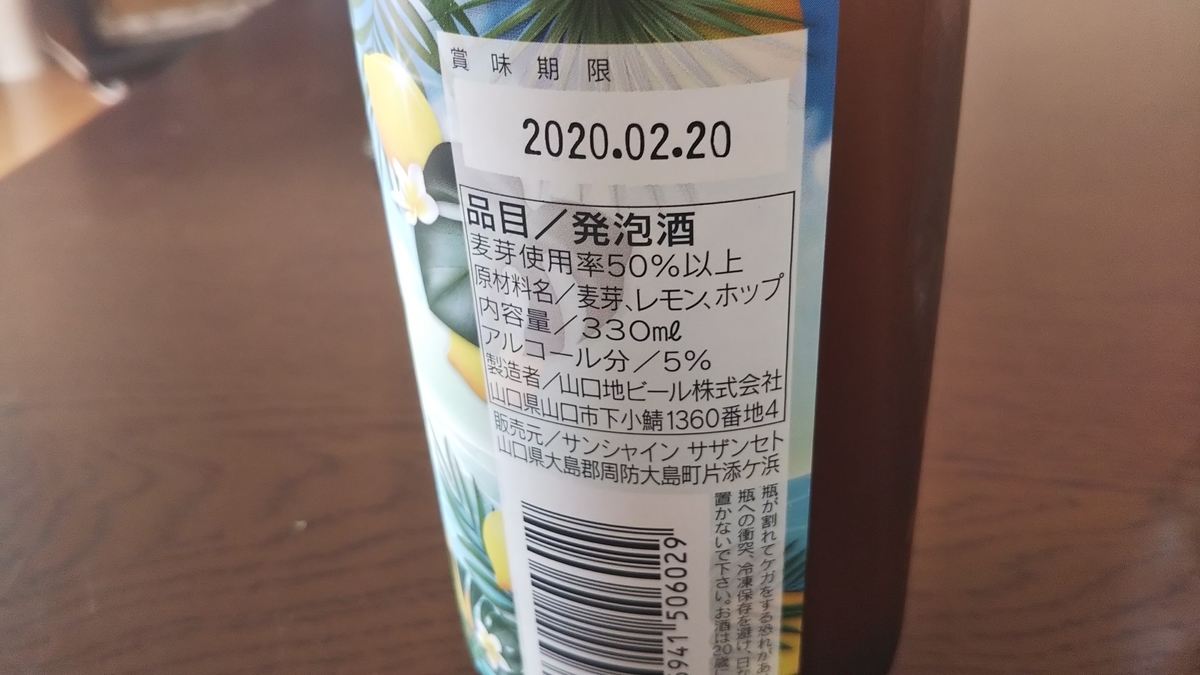 賞味期限
2020.02.20
品目／発泡酒
麦芽使用率50%以上
原材料名／麦芽、レモン、ホップ
内容量／330㎖
アルコール分／5%
製造者／山口地ビール株式会社
山口県山口市下小鯖1360番地4
販売元／サンシャイン サザンセト
山口県大島郡周防大島町片添ケ浜
瓶が割れてケガをする恐れがあ
瓶への衝突、冷凍保存を避け、日な
置かないで下さい。お酒は20歳に
6941 506029